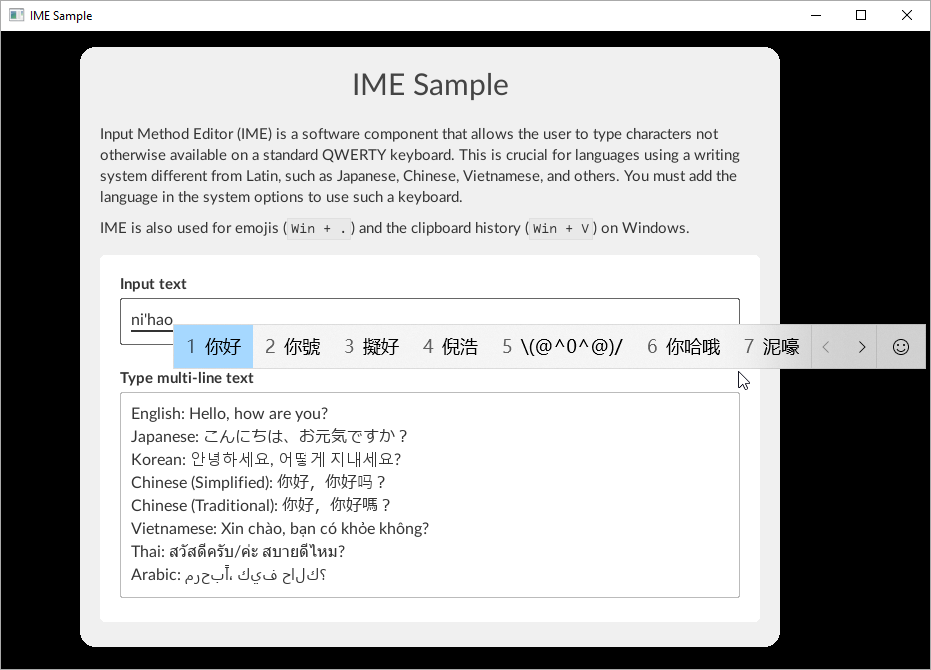 IME Sample
IME Sample
Input Method Editor (IME) is a software component that allows the user to type characters not
otherwise available on a standard QWERTY keyboard. This is crucial for languages using a writing
system different from Latin, such as Japanese, Chinese, Vietnamese, and others. You must add the
language in the system options to use such a keyboard.
IME is also used for emojis (Win + .) and the clipboard history (Win + V) on Windows.
Input text
ni'hao
1 你好 2 你號 3 擬好 4 倪浩 5 \(@^0^@)/ 6 你哈哦 7 泥嚎
Type multi-line text
English: Hello, how are you?
Japanese: こんにちは、お元気ですか？
Korean: 안녕하세요, 어떻게 지내세요?
Chinese (Simplified): 你好，你好吗？
Chinese (Traditional): 你好，你好嗎？
Vietnamese: Xin chào, bạn có khỏe không?
Thai: สวัสดีครับ/ค่ะ สบายดีไหม?
Arabic: ؟كلاح فيك ،آبحرم